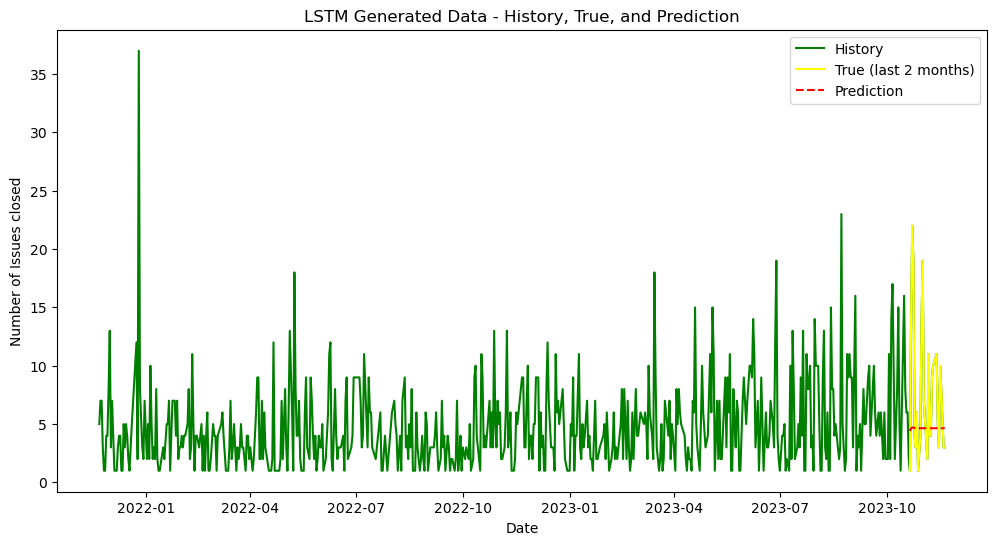 LSTM Generated Data - History, True, and Prediction
History
True (last 2 months)
Prediction
Number of Issues closed
35
30
25
20
15
10
5
0
2022-01
2022-04
2022-07
2022-10
2023-01
2023-04
2023-07
2023-10
Date